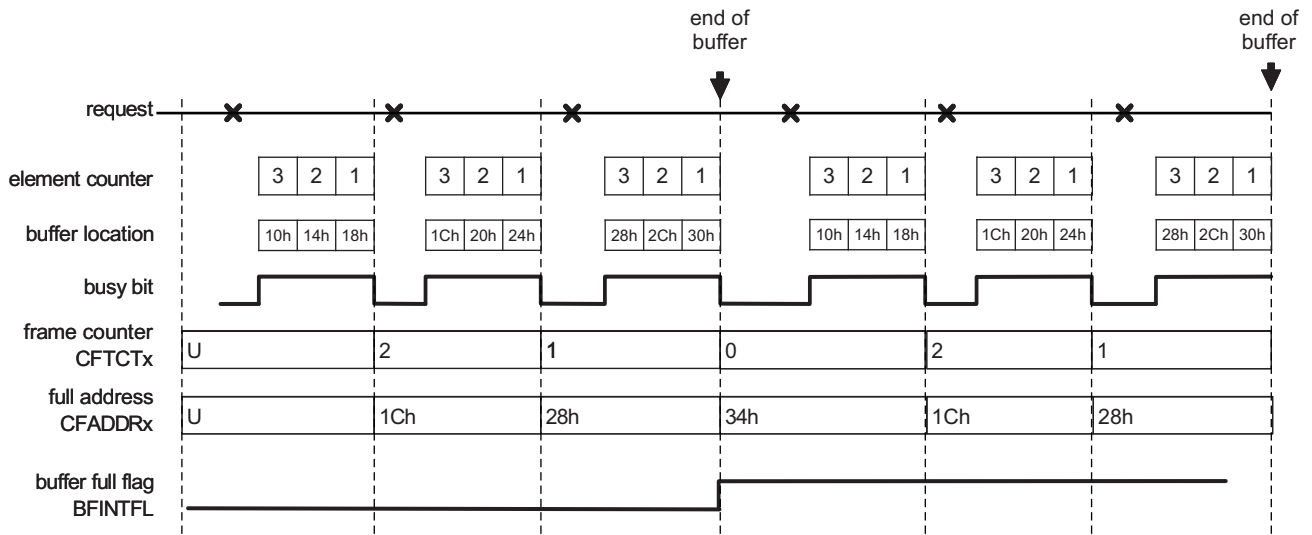 end of
buffer
end of
buffer
request
element counter 3 2 1 3 2 1 3 2 1 3 2 1 3 2 1 3 2 1
buffer location 10h 14h 18h 1Ch 20h 24h 28h 2Ch 30h 10h 14h 18h 1Ch 20h 24h 28h 2Ch 30h
busy bit
frame counter
CFTCTx U 2 1 0 2 1
full address
CFADDRx U 1Ch 28h 34h 1Ch 28h
buffer full flag
BFINTFL